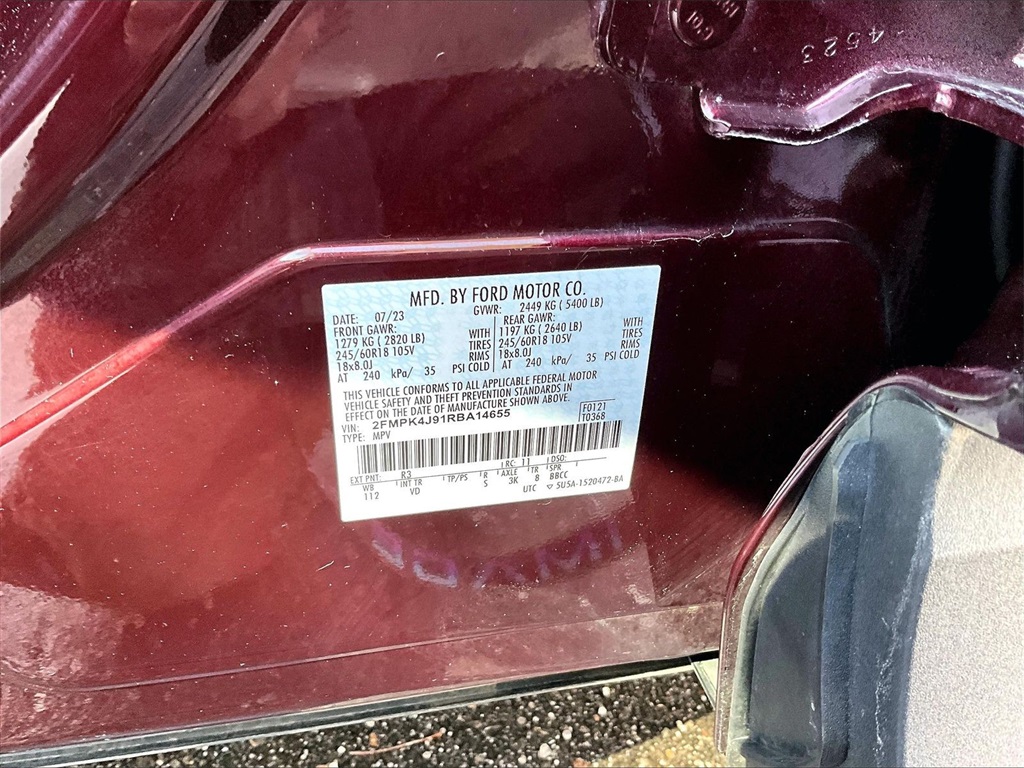 4523
MFD. BY FORD MOTOR CO.
DATE: 07/23 GVWR: 2449 KG ( 5400 LB)
FRONT GAWR: WITH REAR GAWR: WITH
1279 KG ( 2820 LB) TIRES 1197 KG ( 2640 LB) TIRES
245/60R18 105V RIMS 245/60R18 105V RIMS
18x8.0J 18x8.0J
AT 240 kPa/ 35 PSI COLD AT 240 kPa/ 35 PSI COLD
THIS VEHICLE CONFORMS TO ALL APPLICABLE FEDERAL MOTOR
VEHICLE SAFETY AND THEFT PREVENTION STANDARDS IN
EFFECT ON THE DATE OF MANUFACTURE SHOWN ABOVE.
VIN: 2FMPK4J91RBA14655 F0121
TYPE: MPV T0368
EXT PNT: R3 RC: 11 DSO:
WB INT TR TP/PS R AXLE TR SPR
112 VD S 3K 8 BBCC
UTC ▽ 5U5A-1520472-BA